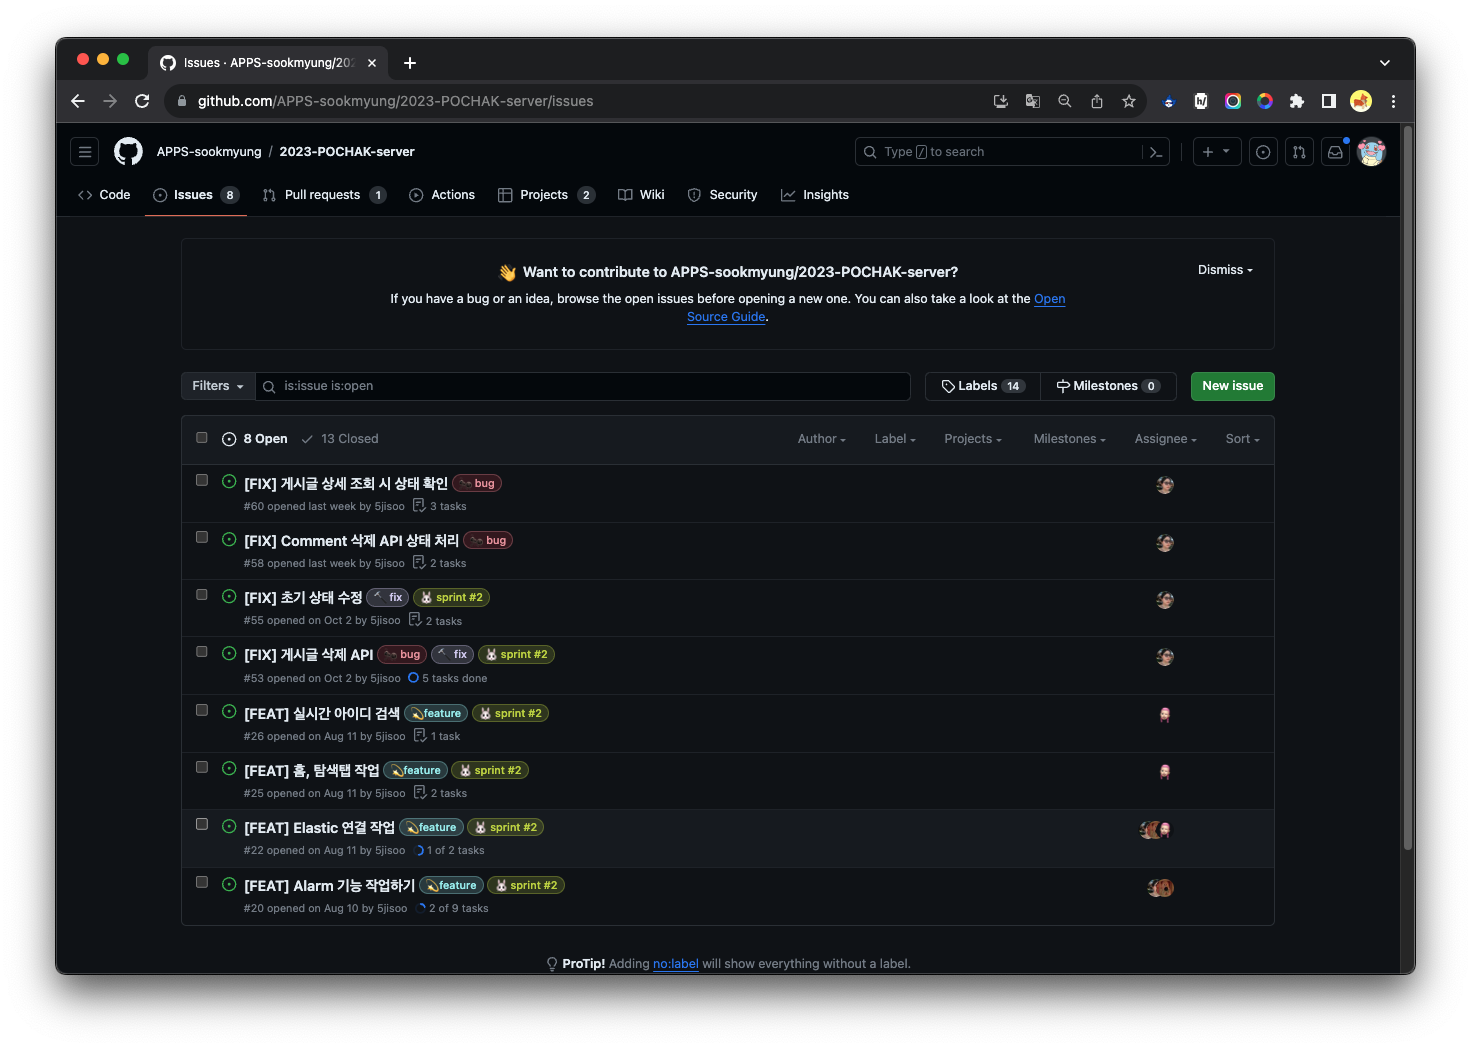 Issues · APPS-sookmyung/202
github.com/APPS-sookmyung/2023-POCHAK-server/issues
APPS-sookmyung / 2023-POCHAK-server
Type / to search
Code
Issues 8
Pull requests 1
Actions
Projects 2
Wiki
Security
Insights
👋 Want to contribute to APPS-sookmyung/2023-POCHAK-server?
Dismiss
If you have a bug or an idea, browse the open issues before opening a new one. You can also take a look at the Open
Source Guide.
Filters
is:issue is:open
Labels 14
Milestones 0
New issue
8 Open
13 Closed
Author
Label
Projects
Milestones
Assignee
Sort
[FIX] 게시글 상세 조회 시 상태 확인 bug
#60 opened last week by 5jisoo 3 tasks
[FIX] Comment 삭제 API 상태 처리 bug
#58 opened last week by 5jisoo 2 tasks
[FIX] 초기 상태 수정 fix 🐰 sprint #2
#55 opened on Oct 2 by 5jisoo 2 tasks
[FIX] 게시글 삭제 API bug fix 🐰 sprint #2
#53 opened on Oct 2 by 5jisoo 5 tasks done
[FEAT] 실시간 아이디 검색 💫feature 🐰 sprint #2
#26 opened on Aug 11 by 5jisoo 1 task
[FEAT] 홈, 탐색탭 작업 💫feature 🐰 sprint #2
#25 opened on Aug 11 by 5jisoo 2 tasks
[FEAT] Elastic 연결 작업 💫feature 🐰 sprint #2
#22 opened on Aug 11 by 5jisoo 1 of 2 tasks
[FEAT] Alarm 기능 작업하기 💫feature 🐰 sprint #2
#20 opened on Aug 10 by 5jisoo 2 of 9 tasks
ProTip! Adding no:label will show everything without a label.